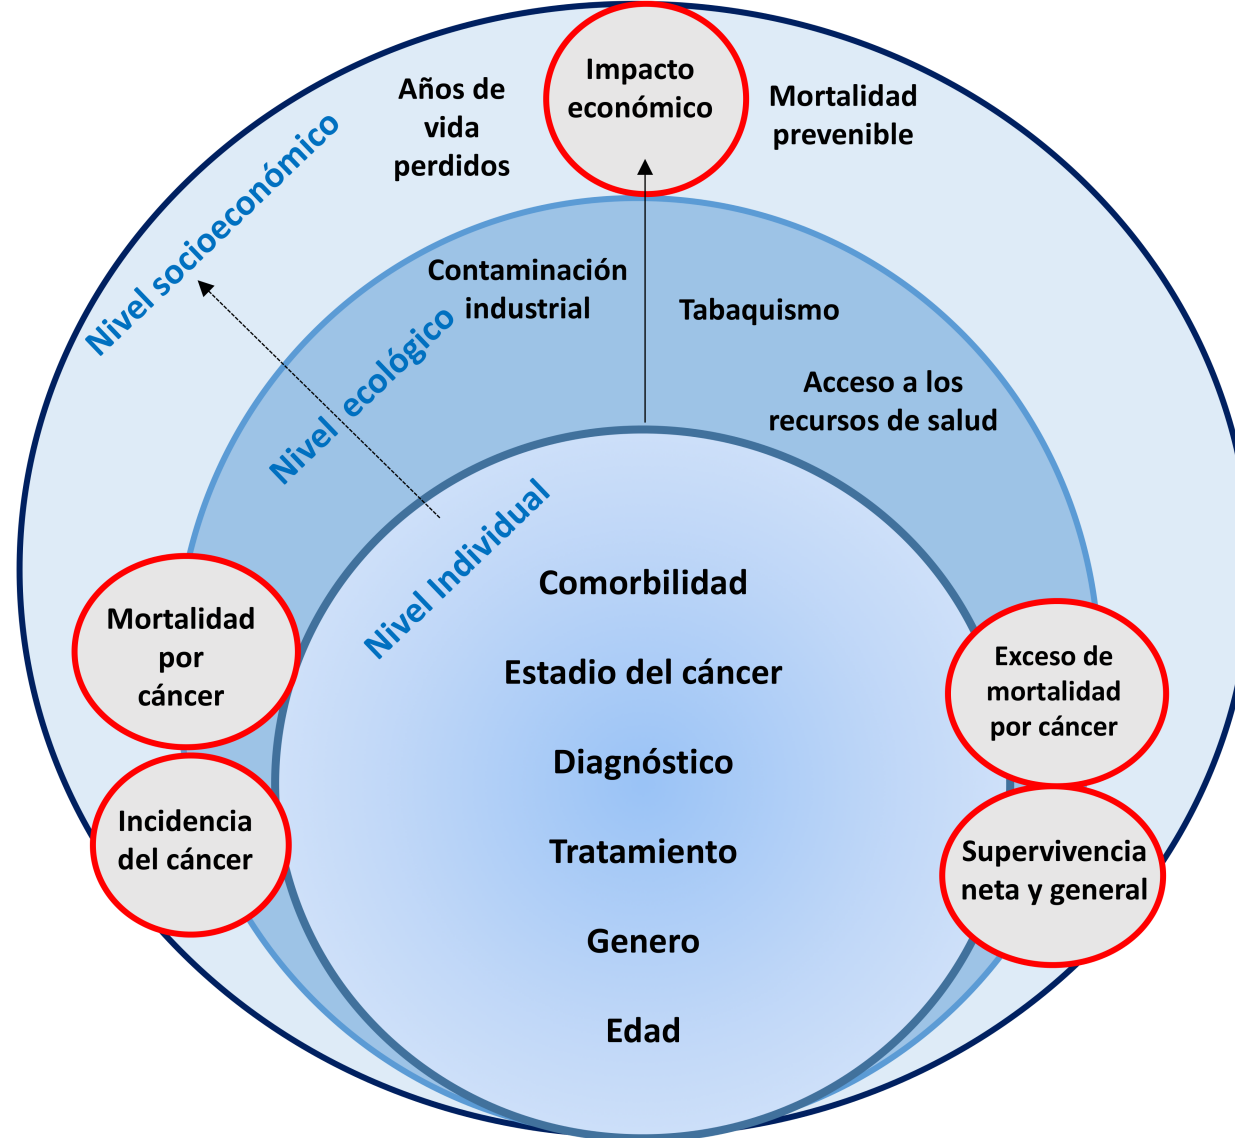 Impacto
económico
Años de
vida
perdidos
Mortalidad
prevenible
Nivel socioeconómico
Contaminación
industrial
Tabaquismo
Nivel ecológico
Acceso a los
recursos de salud
Nivel Individual
Comorbilidad
Estadio del cáncer
Diagnóstico
Tratamiento
Genero
Edad
Mortalidad
por
cáncer
Incidencia
del cáncer
Exceso de
mortalidad
por cáncer
Supervivencia
neta y general